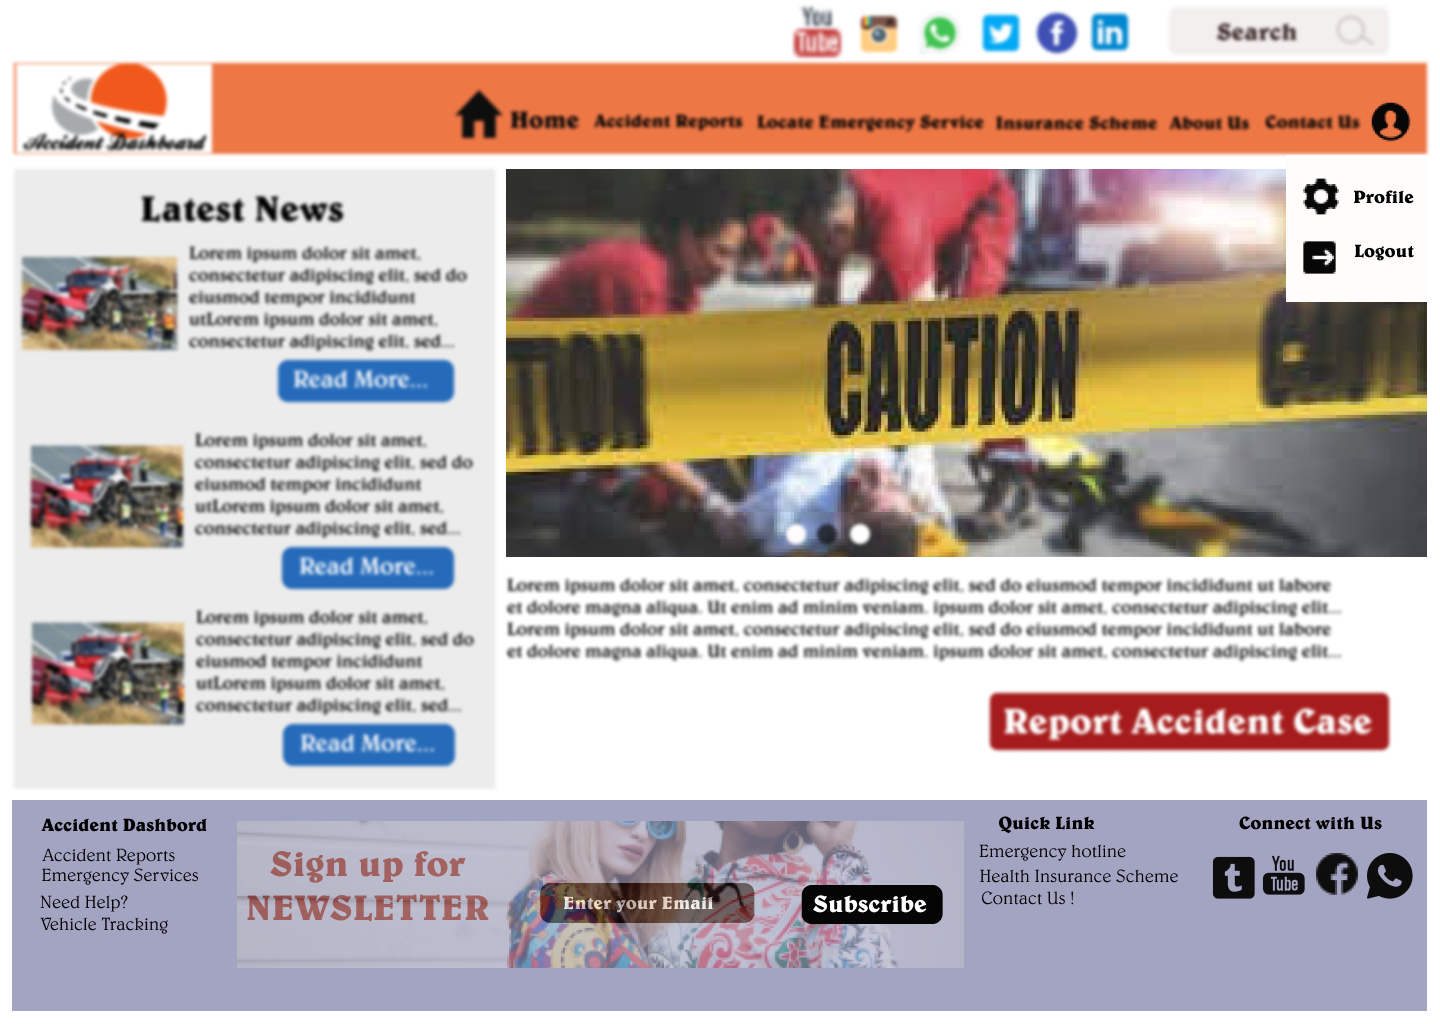 You
Tube
Search
Accident Dashboard
Home Accident Reports Locate Emergency Service Insurance Scheme About Us Contact Us
Profile
Logout
Latest News
Lorem ipsum dolor sit amet,
consectetur adipiscing elit, sed do
eiusmod tempor incididunt
utLorem ipsum dolor sit amet,
consectetur adipiscing elit, sed...
Read More...
Lorem ipsum dolor sit amet,
consectetur adipiscing elit, sed do
eiusmod tempor incididunt
utLorem ipsum dolor sit amet,
consectetur adipiscing elit, sed...
Read More...
Lorem ipsum dolor sit amet,
consectetur adipiscing elit, sed do
eiusmod tempor incididunt
utLorem ipsum dolor sit amet,
consectetur adipiscing elit, sed...
Read More...
TION CAUTION CAUTION
Lorem ipsum dolor sit amet, consectetur adipiscing elit, sed do eiusmod tempor incididunt ut labore
et dolore magna aliqua. Ut enim ad minim veniam, ipsum dolor sit amet, consectetur adipiscing elit...
Lorem ipsum dolor sit amet, consectetur adipiscing elit, sed do eiusmod tempor incididunt ut labore
et dolore magna aliqua. Ut enim ad minim veniam, ipsum dolor sit amet, consectetur adipiscing elit...
Report Accident Case
Accident Dashbord
Accident Reports
Emergency Services
Need Help?
Vehicle Tracking
Sign up for
NEWSLETTER
Enter your Email
Subscribe
Quick Link
Emergency hotline
Health Insurance Scheme
Contact Us !
Connect with Us
You
Tube